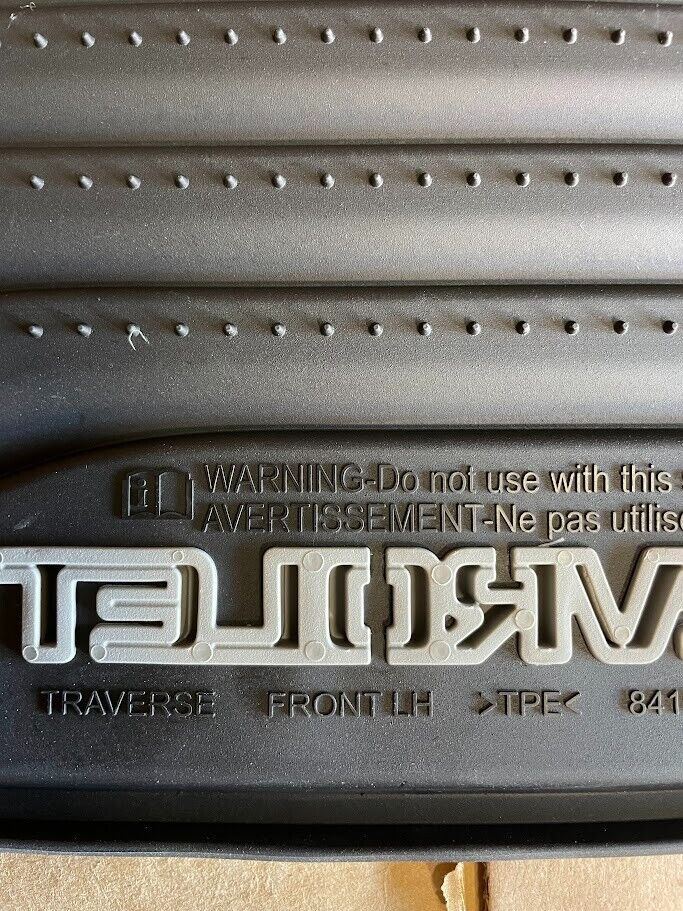 WARNING-Do not use with this
AVERTISSEMENT-Ne pas utilise
TRAVERSE FRONT LH >TPE< 841